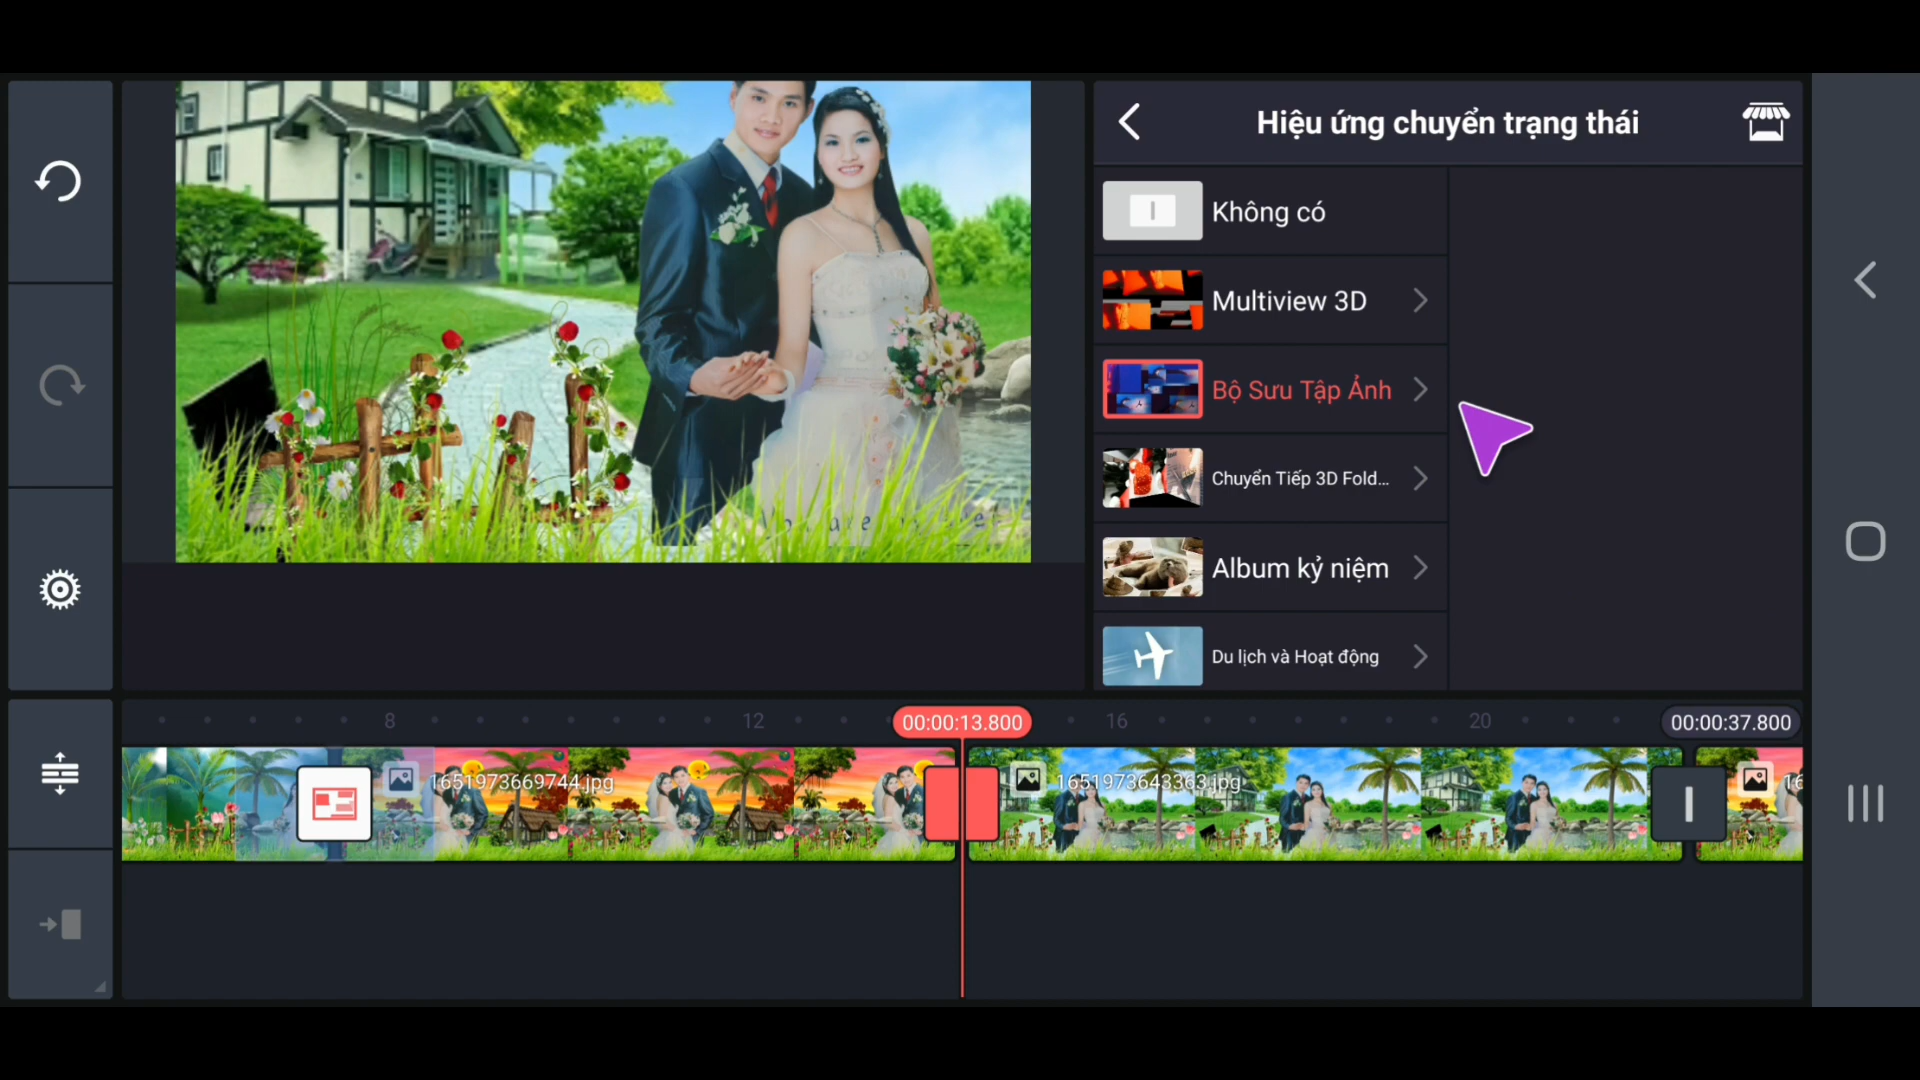 Hiệu ứng chuyển trạng thái
Không có
Multiview 3D
Bộ Sưu Tập Ảnh
Chuyển Tiếp 3D Fold...
Album kỷ niệm
Du lịch và Hoạt động
8
12
00:00:13.800
16
20
00:00:37.800
1651973669744.jpg
1651973643363.jpg
16